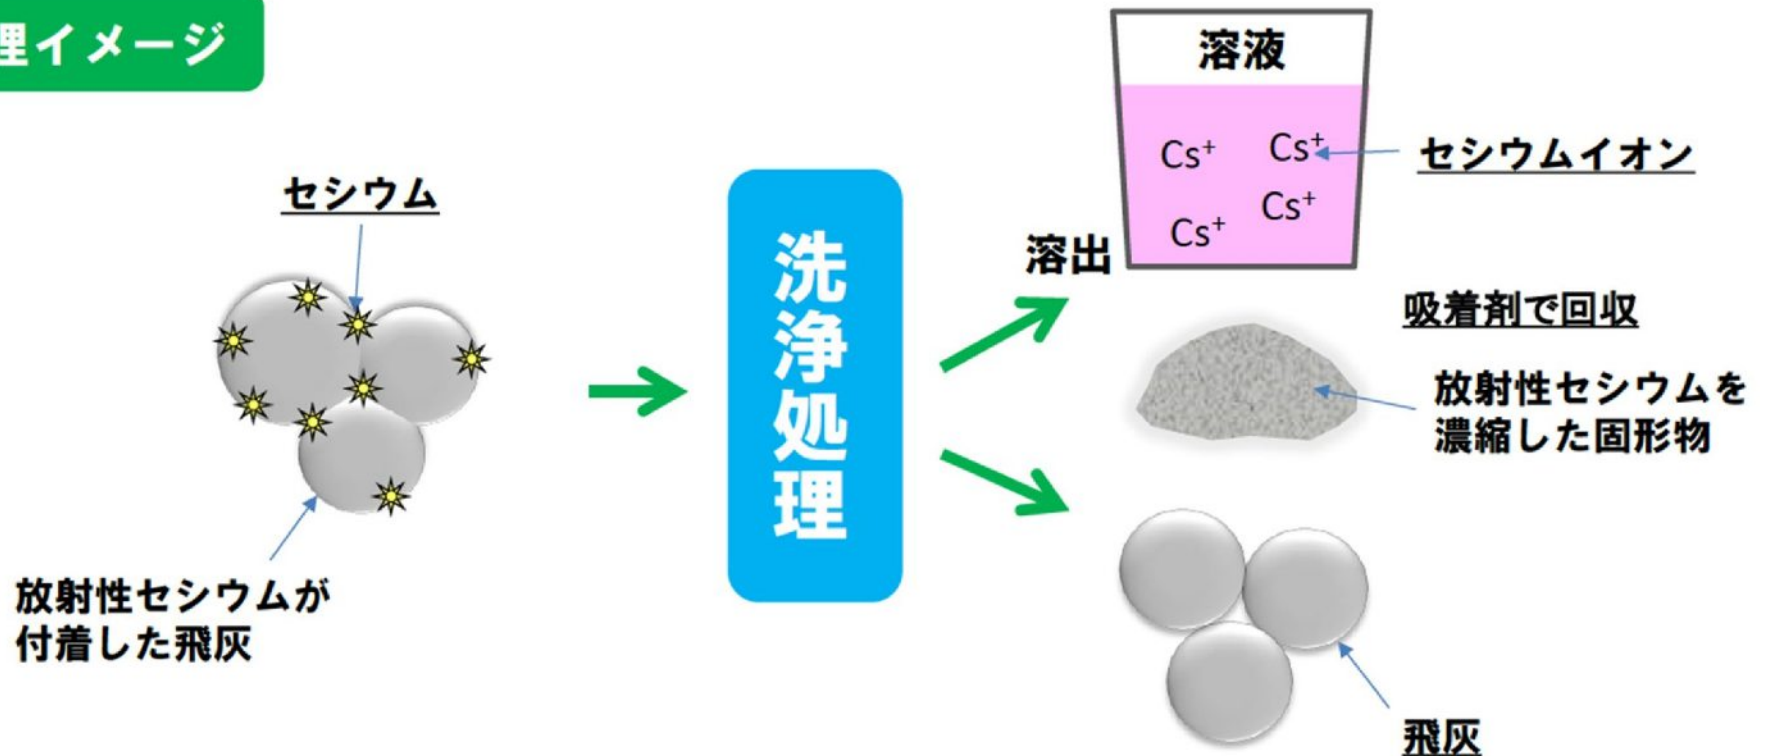 理イメージ
セシウム
放射性セシウムが
付着した飛灰
洗浄処理
溶出
溶液
Cs⁺ Cs⁺
Cs⁺
Cs⁺
セシウムイオン
吸着剤で回収
放射性セシウムを
濃縮した固形物
飛灰